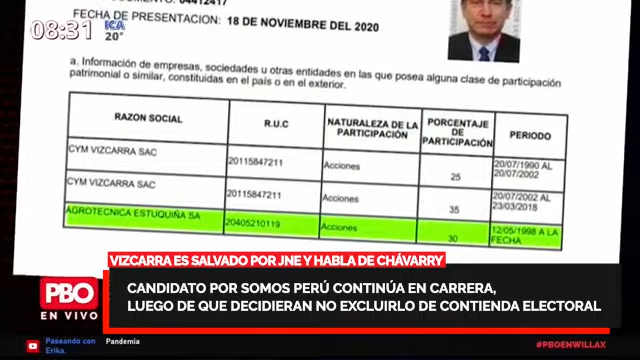 08:31
ICA
20°
04412417
FECHA DE PRESENTACION: 18 DE NOVIEMBRE DEL 2020
a. Información de empresas, sociedades u otras entidades en las que posea alguna clase de participación
patrimonial o similar, constituidas en el país o en el exterior.
RAZON SOCIAL R.U.C NATURALEZA DE LA PARTICIPACIÓN PORCENTAJE DE PARTICIPACIÓN PERIODO
CYM VIZCARRA SAC 20115847211 Acciones 25 20/07/1990 AL 20/07/2002
CYM VIZCARRA SAC 20115847211 Acciones 35 20/07/2002 AL 23/03/2018
AGROTECNICA ESTUQUIÑA SA 20405210119 Acciones 30 12/05/1998 A LA FECHA
VIZCARRA ES SALVADO POR JNE Y HABLA DE CHÁVARRY
CANDIDATO POR SOMOS PERÚ CONTINÚA EN CARRERA,
LUEGO DE QUE DECIDIERAN NO EXCLUIRLO DE CONTIENDA ELECTORAL
PBO
EN VIVO
Paseando con Erika. Pandemia
#PBOENWILLAX